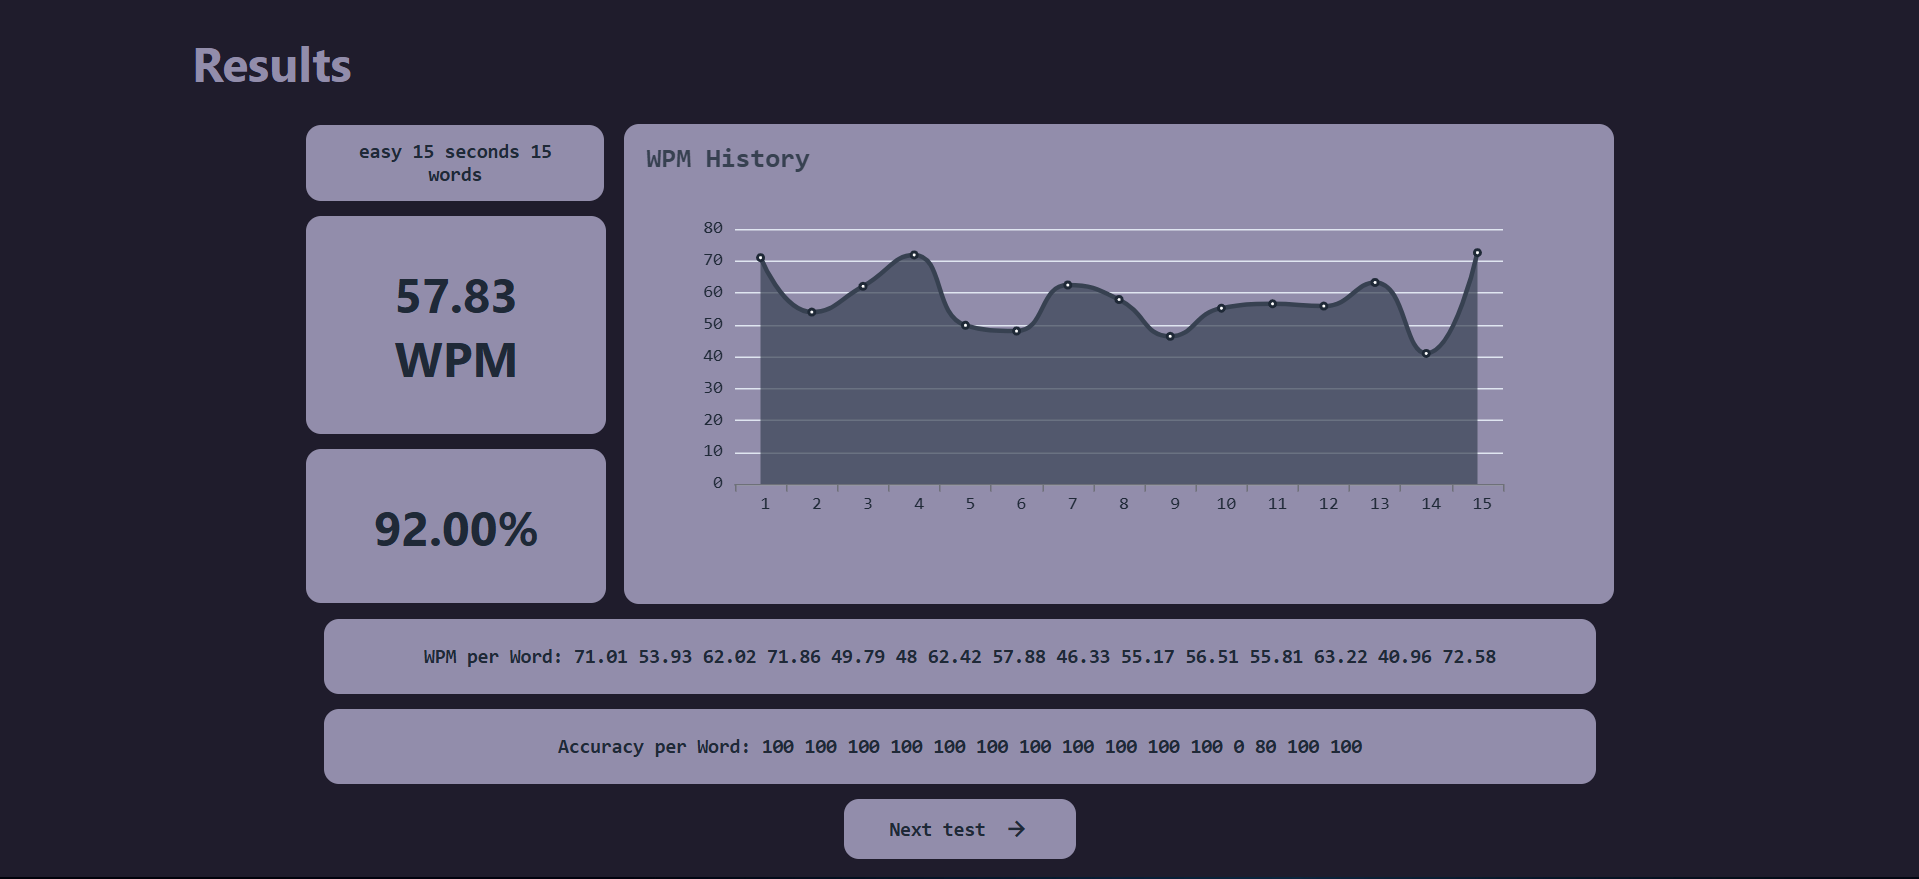 Results
easy 15 seconds 15
words
57.83
WPM
92.00%
WPM History
80
70
60
50
40
30
20
10
0
1 2 3 4 5 6 7 8 9 10 11 12 13 14 15
WPM per Word: 71.01 53.93 62.02 71.86 49.79 48 62.42 57.88 46.33 55.17 56.51 55.81 63.22 40.96 72.58
Accuracy per Word: 100 100 100 100 100 100 100 100 100 100 100 0 80 100 100
Next test →